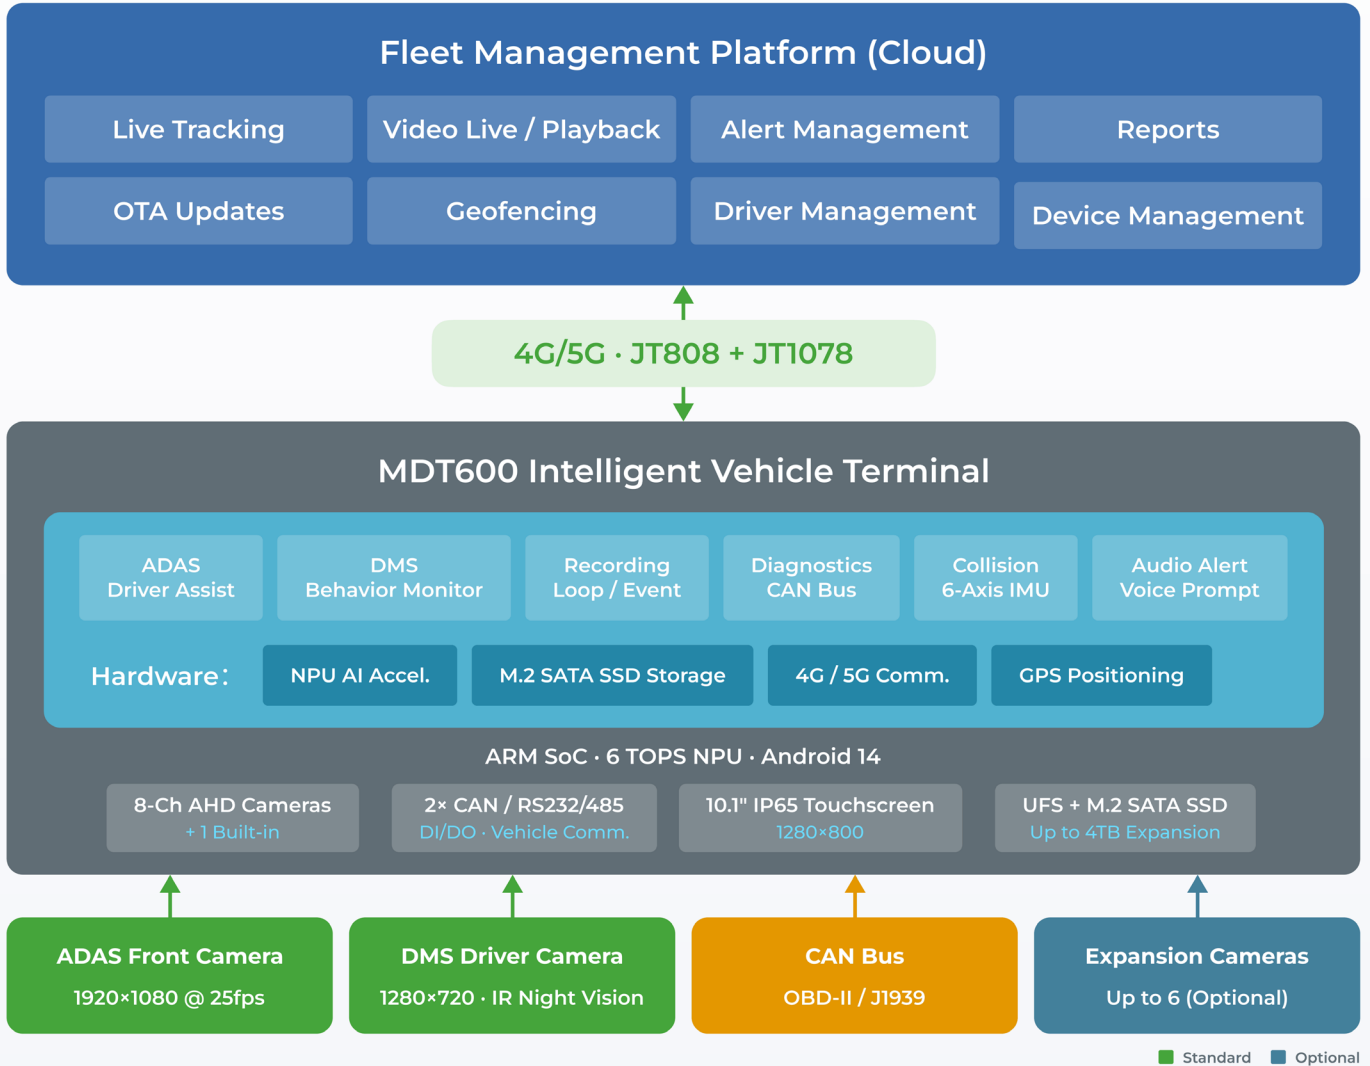 Fleet Management Platform (Cloud)
Live Tracking
Video Live / Playback
Alert Management
Reports
OTA Updates
Geofencing
Driver Management
Device Management
4G/5G · JT808 + JT1078
MDT600 Intelligent Vehicle Terminal
ADAS
Driver Assist
DMS
Behavior Monitor
Recording
Loop / Event
Diagnostics
CAN Bus
Collision
6-Axis IMU
Audio Alert
Voice Prompt
Hardware:
NPU AI Accel.
M.2 SATA SSD Storage
4G / 5G Comm.
GPS Positioning
ARM SoC · 6 TOPS NPU · Android 14
8-Ch AHD Cameras
+ 1 Built-in
2× CAN / RS232/485
DI/DO · Vehicle Comm.
10.1" IP65 Touchscreen
1280×800
UFS + M.2 SATA SSD
Up to 4TB Expansion
ADAS Front Camera
1920×1080 @ 25fps
DMS Driver Camera
1280×720 · IR Night Vision
CAN Bus
OBD-II / J1939
Expansion Cameras
Up to 6 (Optional)
Standard
Optional